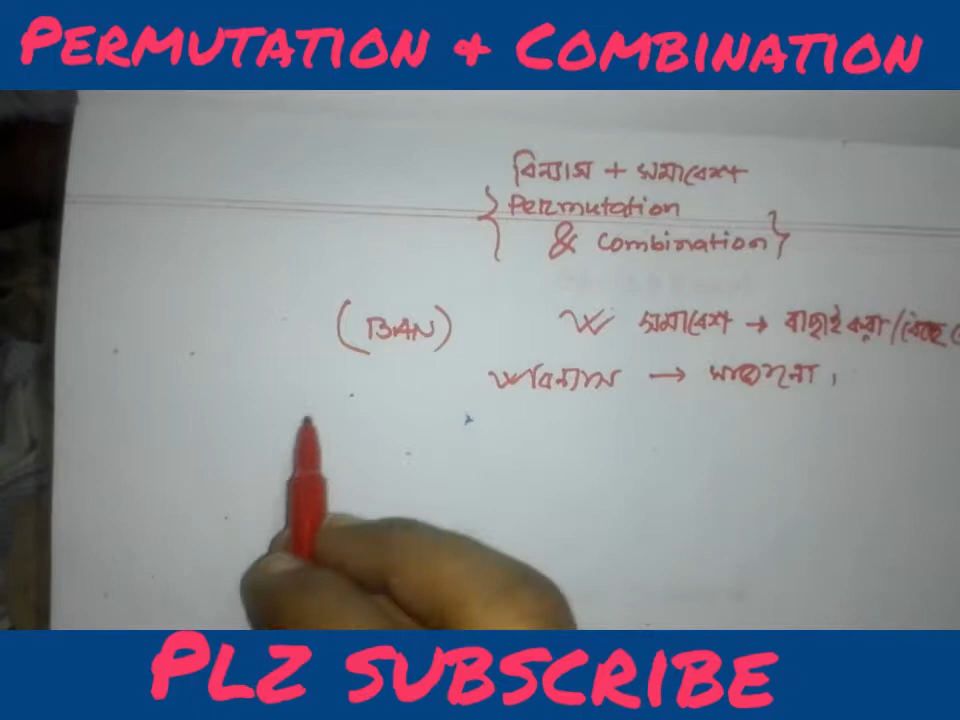 PERMUTATION & COMBINATION
বিন্যাস + সমাবেশ
{ Permutation
& Combination }
(BAN)
সমাবেশ → বাছাই করা / বেছে
বিন্যাস → সাজানো ,
PLZ SUBSCRIBE